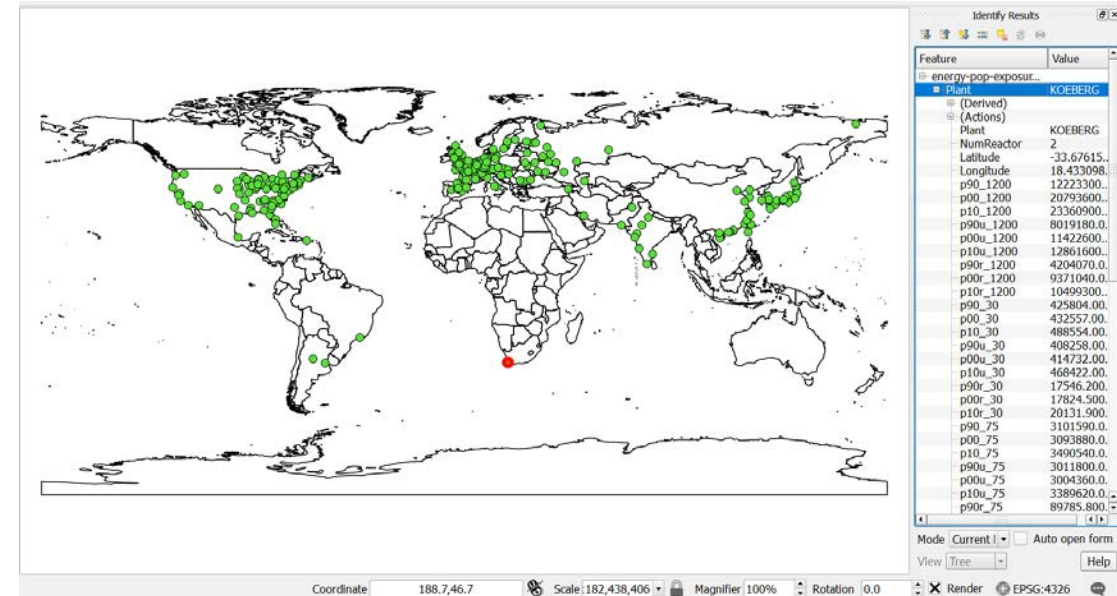 Identify Results
Feature Value
energy-pop-exposur...
Plant KOEBERG
(Derived)
(Actions)
Plant KOEBERG
NumReactor 2
Latitude -33.67615...
Longitude 18.433098...
p90_1200 12223300...
p00_1200 20793600...
p10_1200 23360900...
p90u_1200 8019180.0...
p00u_1200 11422600...
p10u_1200 12861600...
p90r_1200 4204070.0...
p00r_1200 9371040.0...
p10r_1200 10499300...
p90_30 425804.00...
p00_30 432557.00...
p10_30 488554.00...
p90u_30 408258.00...
p00u_30 414732.00...
p10u_30 468422.00...
p90r_30 17546.200...
p00r_30 17824.500...
p10r_30 20131.900...
p90_75 3101590.0...
p00_75 3093880.0...
p10_75 3490540.0...
p90u_75 3011800.0...
p00u_75 3004360.0...
p10u_75 3389620.0...
p90r_75 89785.800...
Mode Current l Auto open form
View Tree Help
Coordinate 188.7,46.7 Scale :182,438,406 Magnifier 100% Rotation 0.0 Render EPSG:4326